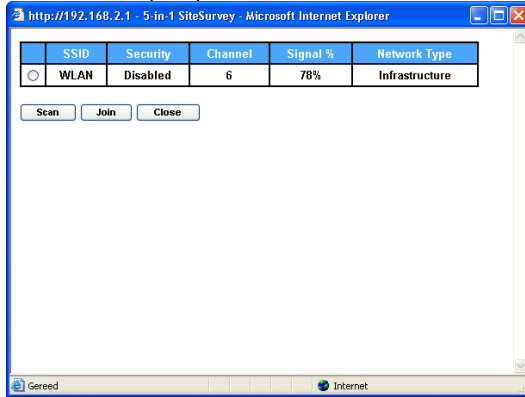 http://192.168.2.1 - 5-in-1 SiteSurvey - Microsoft Internet Explorer
SSID Security Channel Signal % Network Type
WLAN Disabled 6 78% Infrastructure
Scan Join Close
Gereed Internet